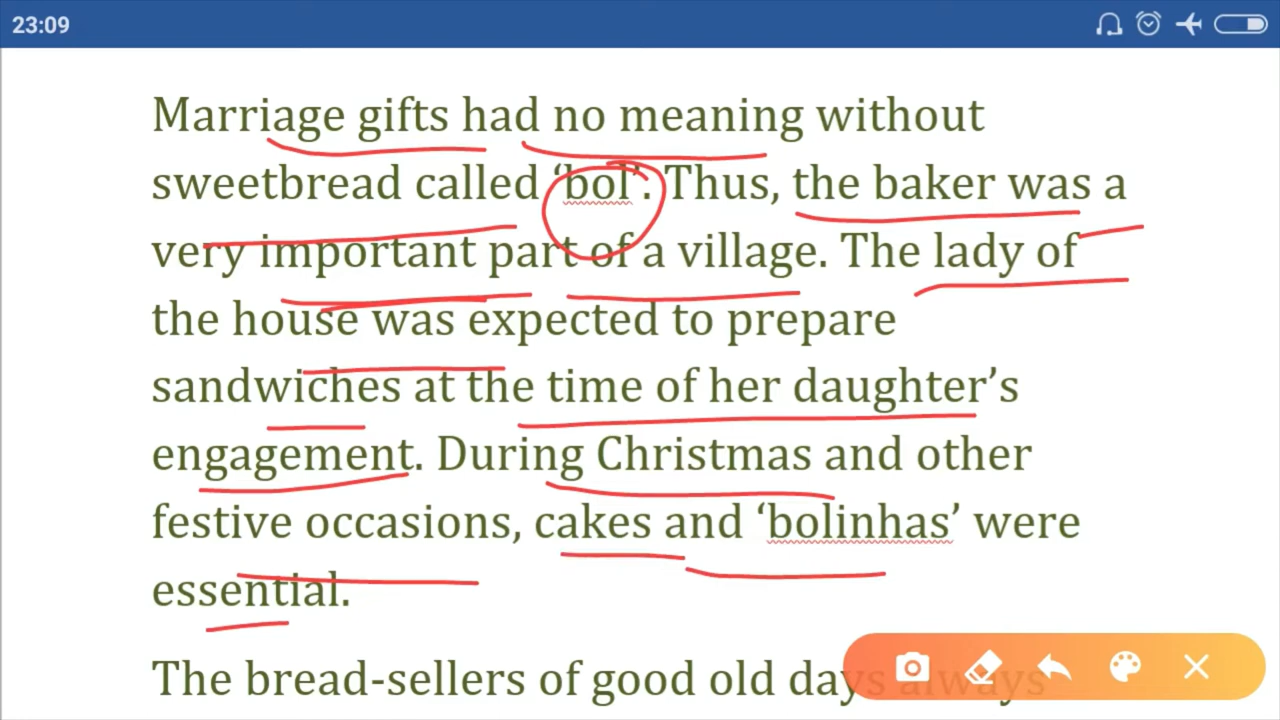 23:09
Marriage gifts had no meaning without
sweetbread called ‘bol’. Thus, the baker was a
very important part of a village. The lady of
the house was expected to prepare
sandwiches at the time of her daughter’s
engagement. During Christmas and other
festive occasions, cakes and ‘bolinhas’ were
essential.
The bread-sellers of good old days always